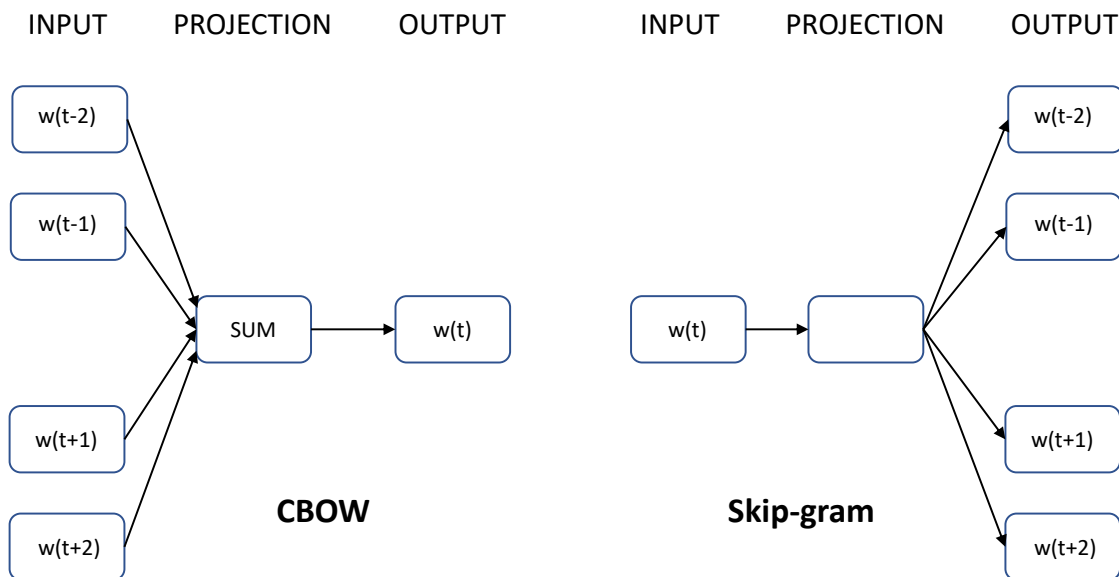 INPUT PROJECTION OUTPUT
w(t-2)
w(t-1)
SUM
w(t)
w(t+1)
w(t+2)
CBOW
INPUT PROJECTION OUTPUT
w(t-2)
w(t-1)
w(t)
w(t+1)
w(t+2)
Skip-gram